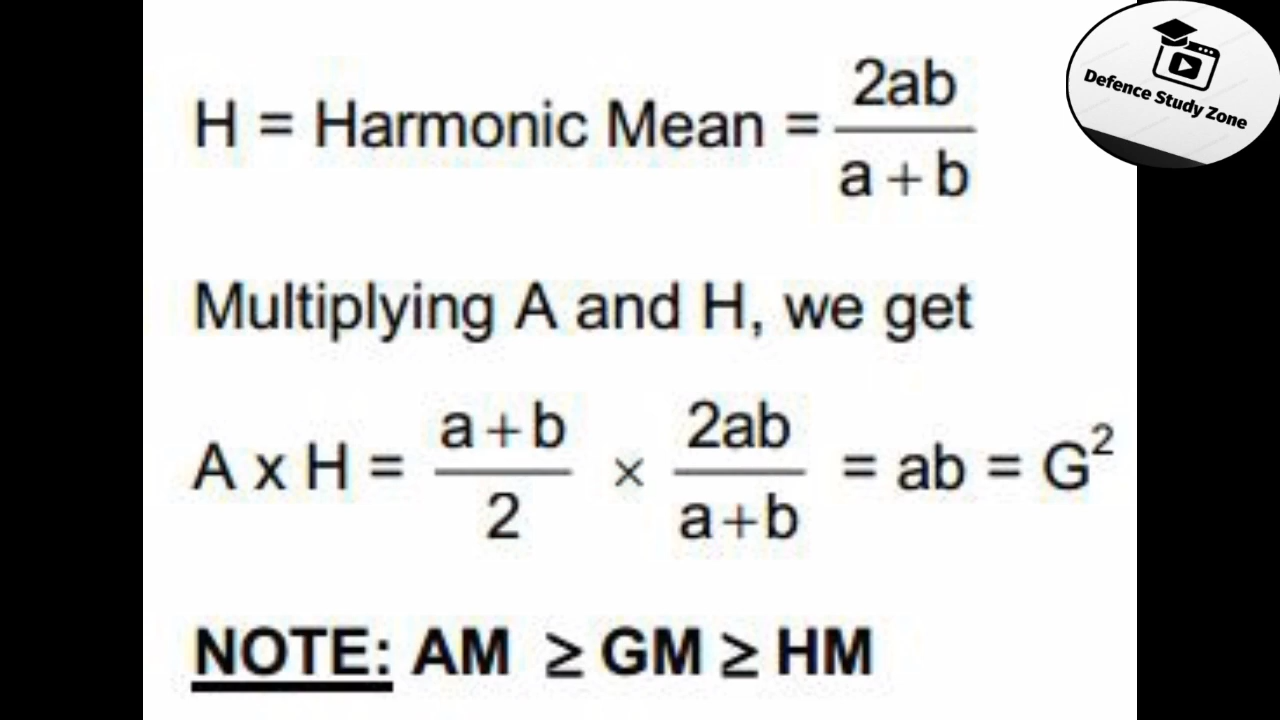 Defence Study Zone
H = Harmonic Mean = 2ab / a + b
Multiplying A and H, we get
A x H = a + b / 2 × 2ab / a+b = ab = G²
NOTE: AM ≥ GM ≥ HM